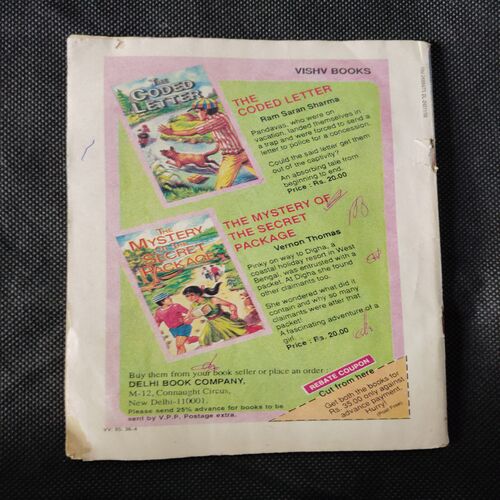 VISHV BOOKS
THE
CODED
LETTER
THE
CODED LETTER
Ram Saran Sharma
Pandavas, who were on
vacation, landed themselves in
a trap and were forced to send a
letter to police for a concession.
Could the said letter get them
out of the captivity?
An absorbing tale from
beginning to end.
Price : Rs. 20.00
THE
MYSTERY
OF THE
SECRET
PACKAGE
THE MYSTERY OF
THE SECRET
PACKAGE
Vernon Thomas
Pinky on way to Digha, a
coastal holiday resort in West
Bengal, was entrusted with a
packet. At Digha she found
other claimants too.
She wondered what did it
contain and why so many
claimants were after that
packet!
A fascinating adventure of a
girl.
Price : Rs. 20.00
Buy them from your book seller or place an order :
DELHI BOOK COMPANY,
M-12, Connaught Circus,
New Delhi-110001.
Please send 25% advance for books to be
sent by V.P.P. Postage extra.
REBATE COUPON
Cut from here
Get both the books for
Rs. 35.00 only against
advance payment.
Hurry!
(Post Free)